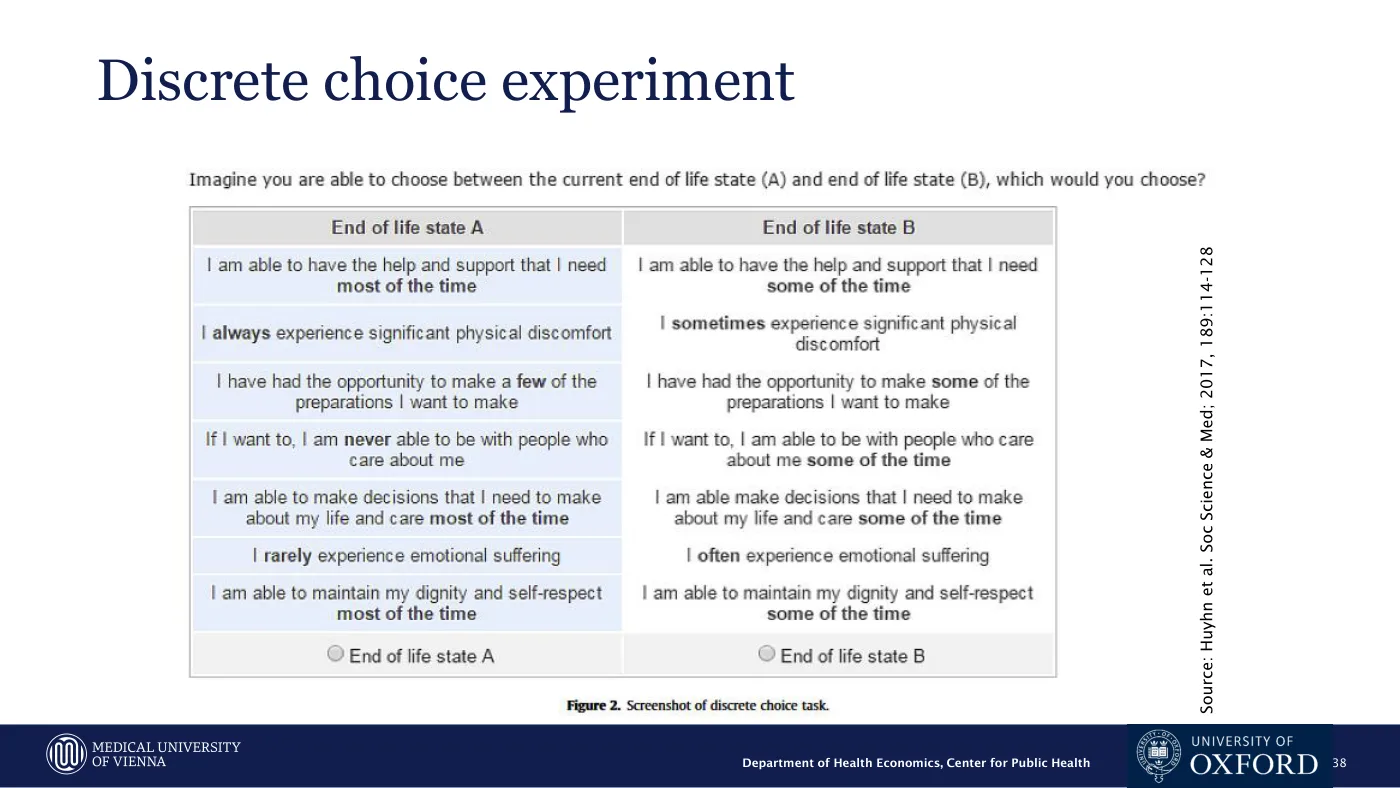 Discrete choice experiment
Imagine you are able to choose between the current end of life state (A) and end of life state (B), which would you choose?
End of life state A
End of life state B
I am able to have the help and support that I need
most of the time
I am able to have the help and support that I need
some of the time
I always experience significant physical discomfort
I sometimes experience significant physical
discomfort
I have had the opportunity to make a few of the
preparations I want to make
I have had the opportunity to make some of the
preparations I want to make
If I want to, I am never able to be with people who
care about me
If I want to, I am able to be with people who care
about me some of the time
I am able to make decisions that I need to make
about my life and care most of the time
I am able make decisions that I need to make
about my life and care some of the time
I rarely experience emotional suffering
I often experience emotional suffering
I am able to maintain my dignity and self-respect
most of the time
I am able to maintain my dignity and self-respect
some of the time
End of life state A
End of life state B
Figure 2. Screenshot of discrete choice task.
Source: Huyhn et al. Soc Science & Med; 2017, 189:114-128
MEDICAL UNIVERSITY
OF VIENNA
Department of Health Economics, Center for Public Health
UNIVERSITY OF
OXFORD
38